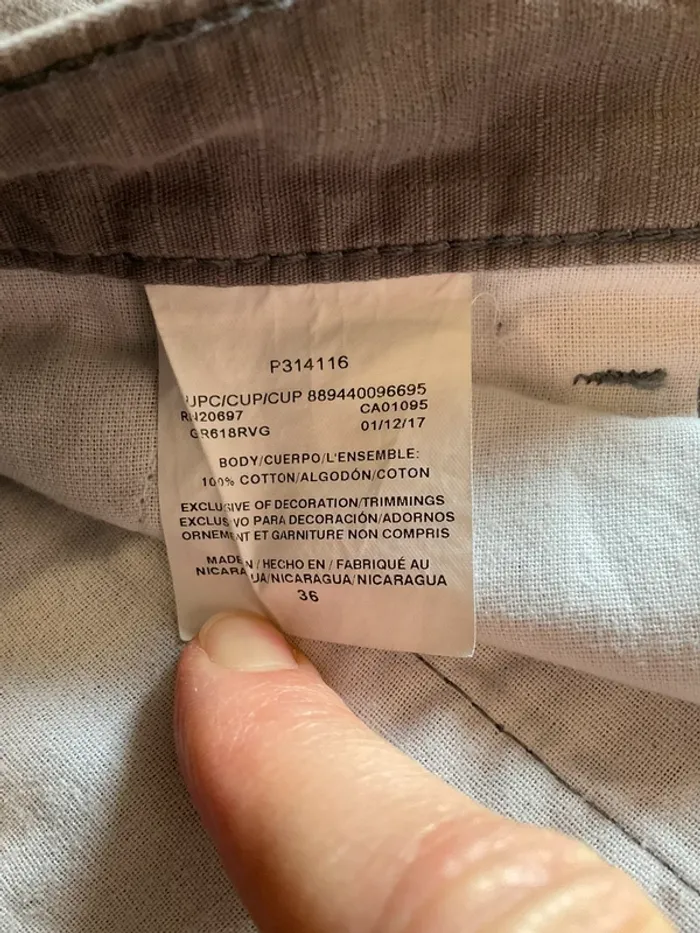 P314116
UPC/CUP/CUP 889440096695
RN20697 CA01095
GR618RVG 01/12/17
BODY/CUERPO/L'ENSEMBLE:
100% COTTON/ALGODÓN/COTON
EXCLUSIVE OF DECORATION/TRIMMINGS
EXCLUSIVO PARA DECORACIÓN/ADORNOS
ORNEMENT ET GARNITURE NON COMPRIS
MADE IN / HECHO EN / FABRIQUÉ AU
NICARAGUA/NICARAGUA/NICARAGUA
36